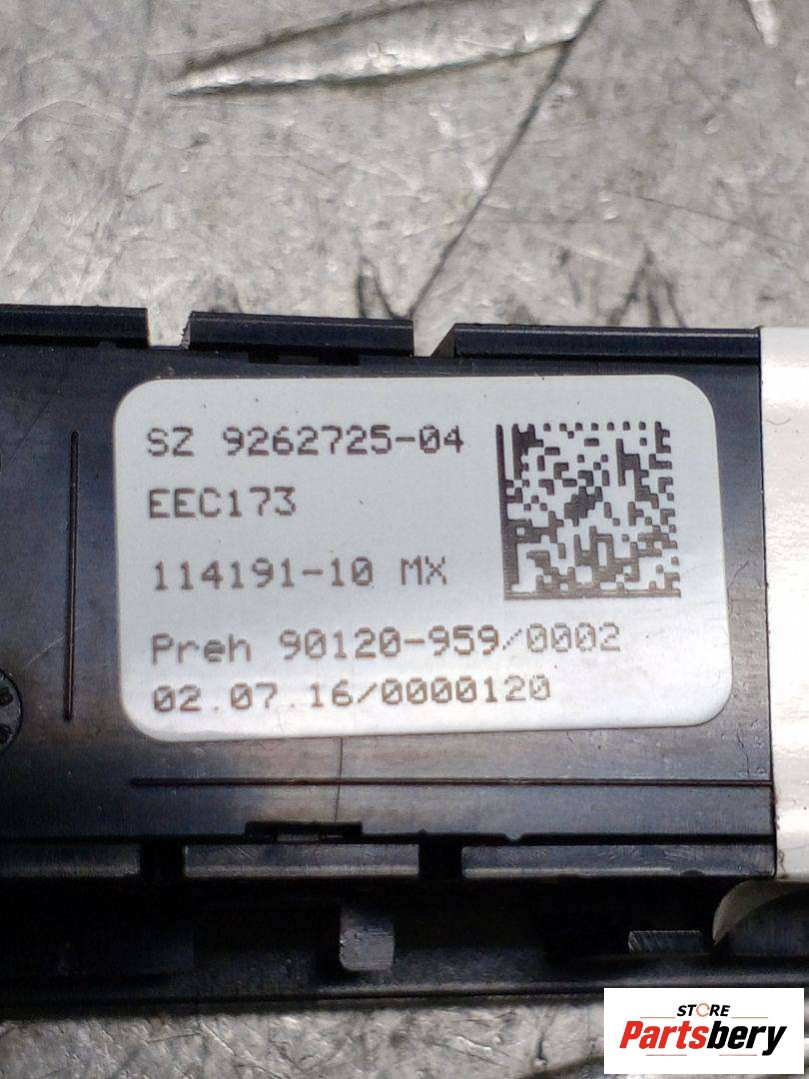 SZ 9262725-04
EEC173
114191-10 MX
Preh 90120-959/0002
02.07.16/0000120
STORE
Partsbery